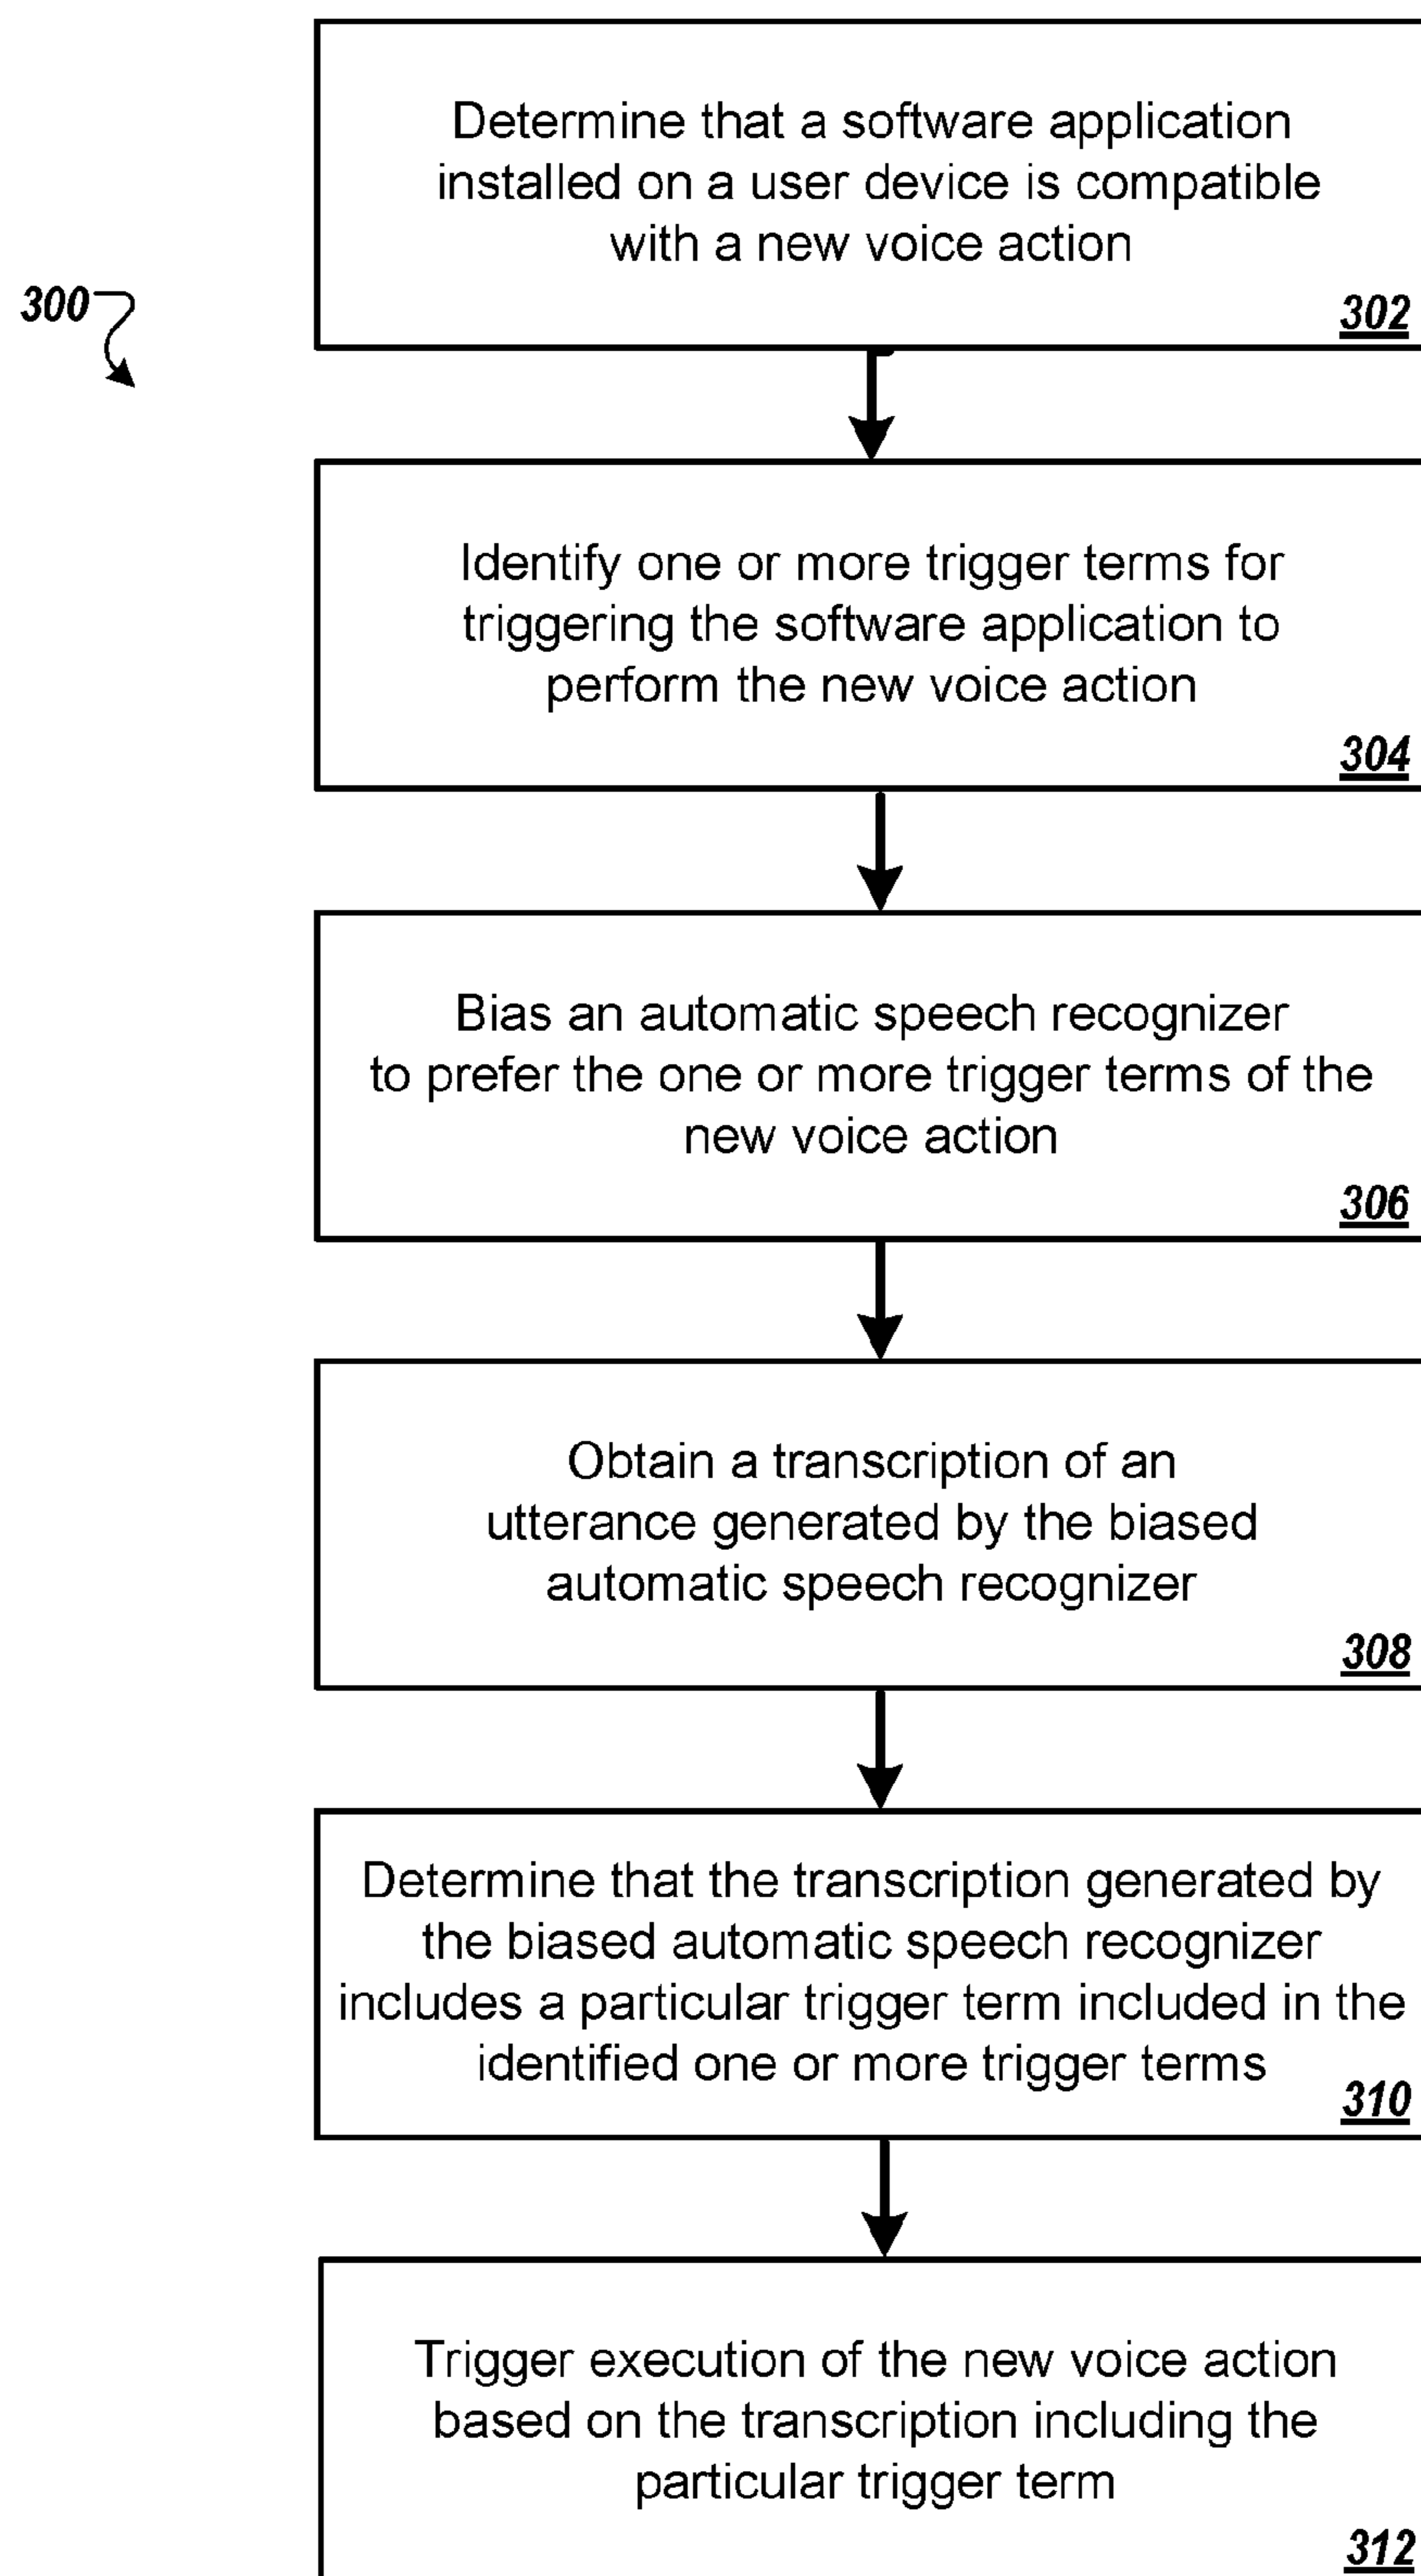 Determine that a software application
installed on a user device is compatible
with a new voice action
302
300
Identify one or more trigger terms for
triggering the software application to
perform the new voice action
304
Bias an automatic speech recognizer
to prefer the one or more trigger terms of the
new voice action
306
Obtain a transcription of an
utterance generated by the biased
automatic speech recognizer
308
Determine that the transcription generated by
the biased automatic speech recognizer
includes a particular trigger term included in the
identified one or more trigger terms
310
Trigger execution of the new voice action
based on the transcription including the
particular trigger term
312